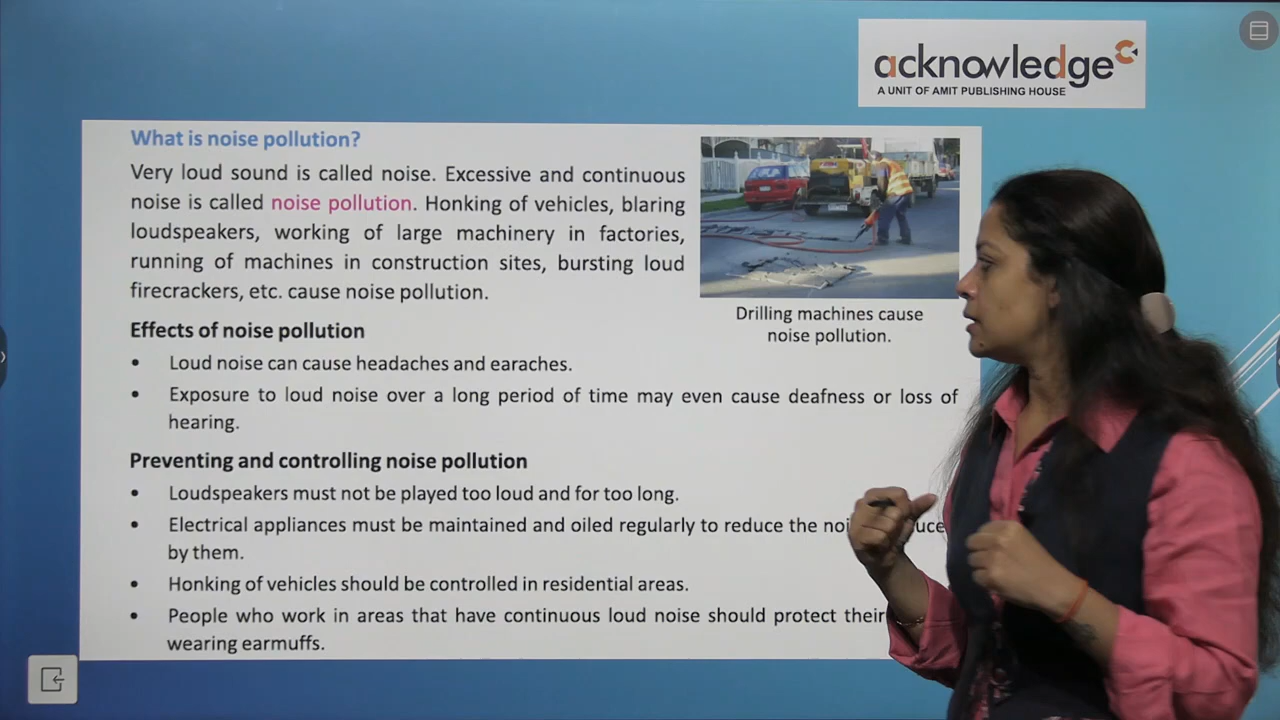 acknowledge
A UNIT OF AMIT PUBLISHING HOUSE
What is noise pollution?
Very loud sound is called noise. Excessive and continuous
noise is called noise pollution. Honking of vehicles, blaring
loudspeakers, working of large machinery in factories,
running of machines in construction sites, bursting loud
firecrackers, etc. cause noise pollution.
Drilling machines cause
noise pollution.
Effects of noise pollution
• Loud noise can cause headaches and earaches.
• Exposure to loud noise over a long period of time may even cause deafness or loss of
hearing.
Preventing and controlling noise pollution
• Loudspeakers must not be played too loud and for too long.
• Electrical appliances must be maintained and oiled regularly to reduce the
by them.
• Honking of vehicles should be controlled in residential areas.
• People who work in areas that have continuous loud noise should protect their
wearing earmuffs.